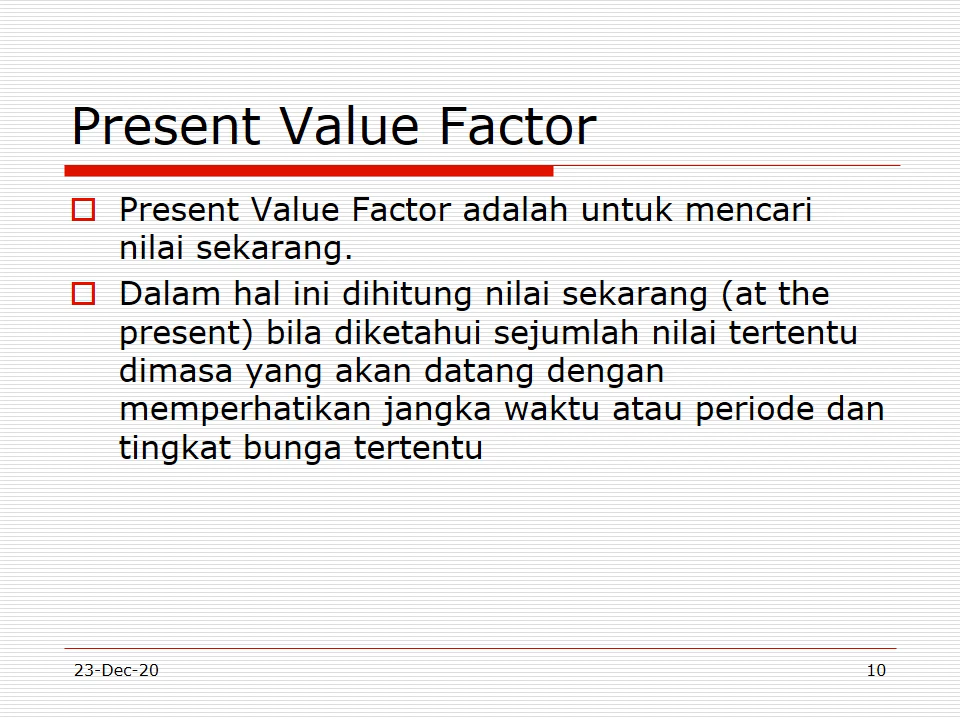 Present Value Factor
Present Value Factor adalah untuk mencari
nilai sekarang.
Dalam hal ini dihitung nilai sekarang (at the
present) bila diketahui sejumlah nilai tertentu
dimasa yang akan datang dengan
memperhatikan jangka waktu atau periode dan
tingkat bunga tertentu
23-Dec-20
10